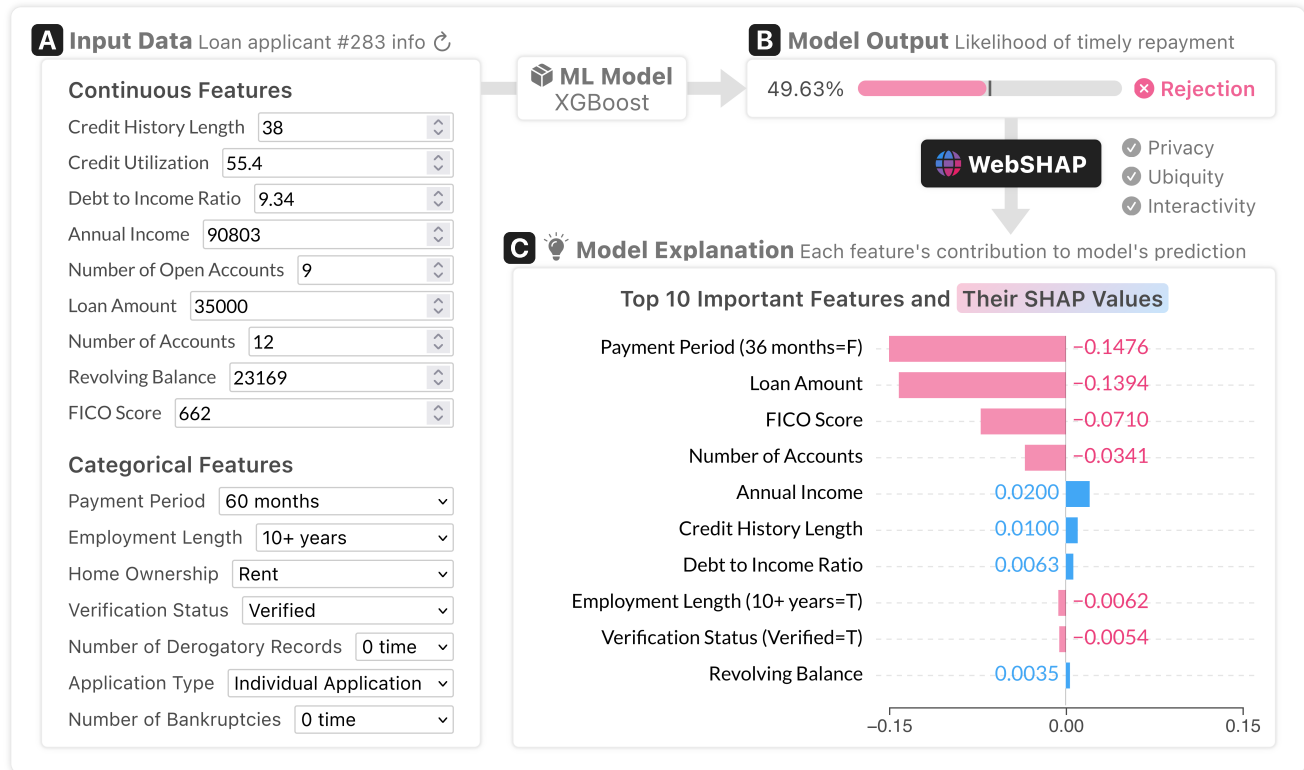 A Input Data Loan applicant #283 info
Continuous Features
Credit History Length 38
Credit Utilization 55.4
Debt to Income Ratio 9.34
Annual Income 90803
Number of Open Accounts 9
Loan Amount 35000
Number of Accounts 12
Revolving Balance 23169
FICO Score 662
Categorical Features
Payment Period 60 months
Employment Length 10+ years
Home Ownership Rent
Verification Status Verified
Number of Derogatory Records 0 time
Application Type Individual Application
Number of Bankruptcies 0 time
ML Model
XGBoost
B Model Output Likelihood of timely repayment
49.63% Rejection
WebSHAP
Privacy
Ubiquity
Interactivity
C Model Explanation Each feature's contribution to model's prediction
Top 10 Important Features and Their SHAP Values
Payment Period (36 months=F) −0.1476
Loan Amount −0.1394
FICO Score −0.0710
Number of Accounts −0.0341
Annual Income 0.0200
Credit History Length 0.0100
Debt to Income Ratio 0.0063
Employment Length (10+ years=T) −0.0062
Verification Status (Verified=T) −0.0054
Revolving Balance 0.0035
−0.15 0.00 0.15